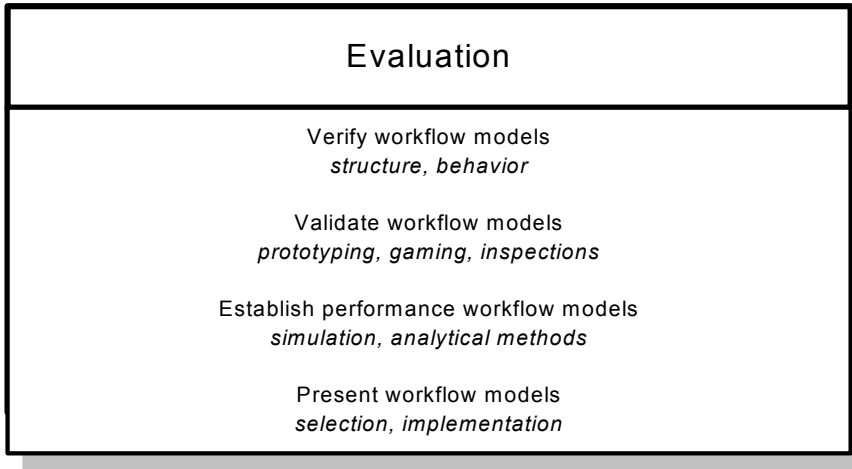 Evaluation
Verify workflow models
structure, behavior
Validate workflow models
prototyping, gaming, inspections
Establish performance workflow models
simulation, analytical methods
Present workflow models
selection, implementation